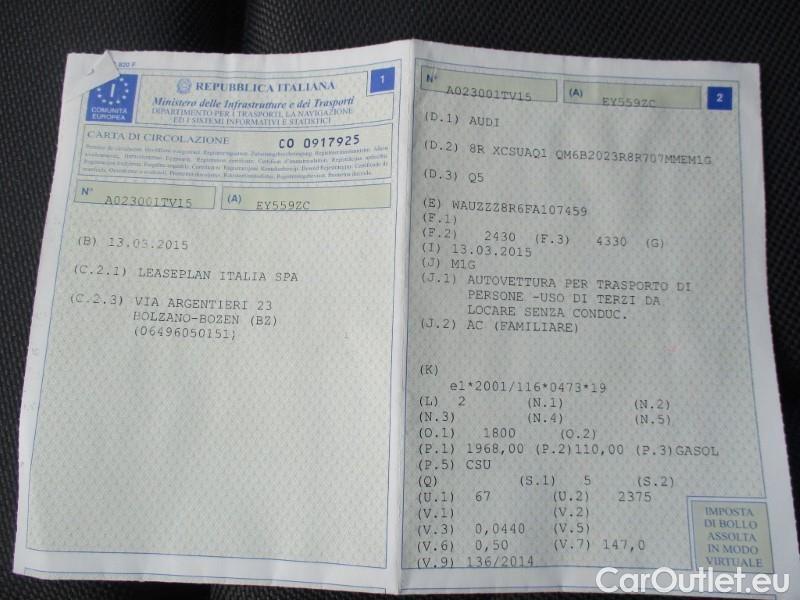 820 F
REPUBBLICA ITALIANA
1
Ministero delle Infrastrutture e dei Trasporti
DIPARTIMENTO PER I TRASPORTI, LA NAVIGAZIONE
ED I SISTEMI INFORMATIVI E STATISTICI
I
COMUNITÀ
EUROPEA
CARTA DI CIRCOLAZIONE CO 0917925
N° A023001TV15 (A) EY559ZC
(B) 13.03.2015
(C.2.1) LEASEPLAN ITALIA SPA
(C.2.3) VIA ARGENTIERI 23
BOLZANO-BOZEN (BZ)
(06496050151;
N° A023001TV15 (A) EY559ZC 2
(D.1) AUDI
(D.2) 8R XCSUAQ1 QM6B2023R8R707MMEM1G
(D.3) Q5
(E) WAUZZZ8R6FA107459
(F.1)
(F.2) 2430 (F.3) 4330 (G)
(I) 13.03.2015
(J) M1G
(J.1) AUTOVETTURA PER TRASPORTO DI
PERSONE -USO DI TERZI DA
LOCARE SENZA CONDUC.
(J.2) AC (FAMILIARE)
(K)
e1*2001/116*0473*19
(L) 2 (N.1) (N.2)
(N.3) (N.4) (N.5)
(O.1) 1800 (O.2)
(P.1) 1968,00 (P.2)110,00 (P.3)GASOL
(P.5) CSU
(Q) (S.1) 5 (S.2)
(U.1) 67 (U.2) 2375
(V.1) (V.2)
(V.3) 0,0440 (V.5)
(V.6) 0,50 (V.7) 147,0
(V.9) 136/2014
IMPOSTA
DI BOLLO
ASSOLTA
IN MODO
VIRTUALE
CarOutlet.eu